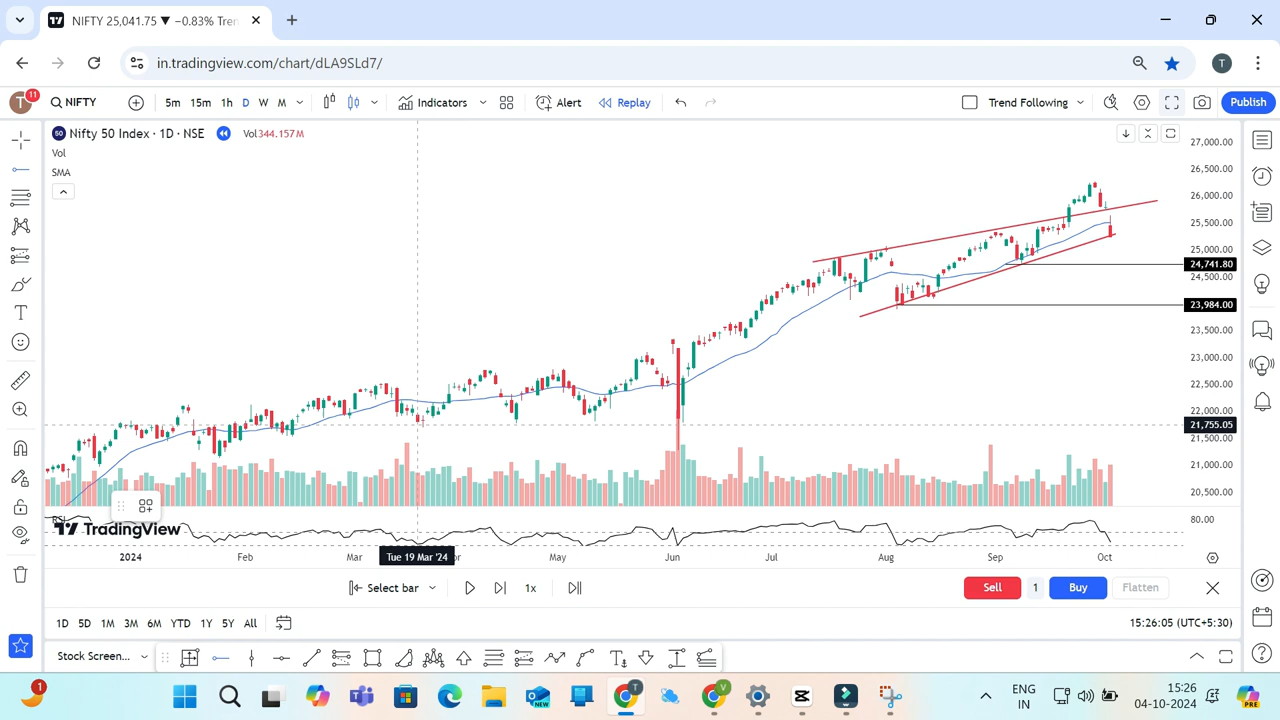 NIFTY 25,041.75 ▼ −0.83% Tren
in.tradingview.com/chart/dLA9SLd7/
T
T 11 NIFTY 5m 15m 1h D W M Indicators Alert Replay Trend Following Publish
50 Nifty 50 Index · 1D · NSE Vol344.157M
Vol
SMA
27,000.00
26,500.00
26,000.00
25,500.00
25,000.00
24,741.80
24,500.00
23,984.00
23,500.00
23,000.00
22,500.00
22,000.00
21,755.05
21,500.00
21,000.00
20,500.00
TradingView
80.00
2024 Feb Mar Tue 19 Mar '24 May Jun Jul Aug Sep Oct
Select bar 1x Sell 1 Buy Flatten
1D 5D 1M 3M 6M YTD 1Y 5Y All 15:26:05 (UTC+5:30)
Stock Screen...
1 NEW T V ENG 15:26 PRE
IN 04-10-2024